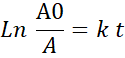 Ln A0/A = k t